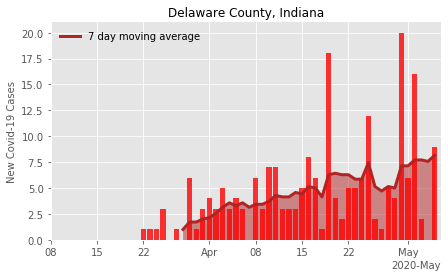 Delaware County, Indiana
7 day moving average
New Covid-19 Cases
20.0
17.5
15.0
12.5
10.0
7.5
5.0
2.5
0.0
08 15 22 Apr 08 15 22 May
2020-May